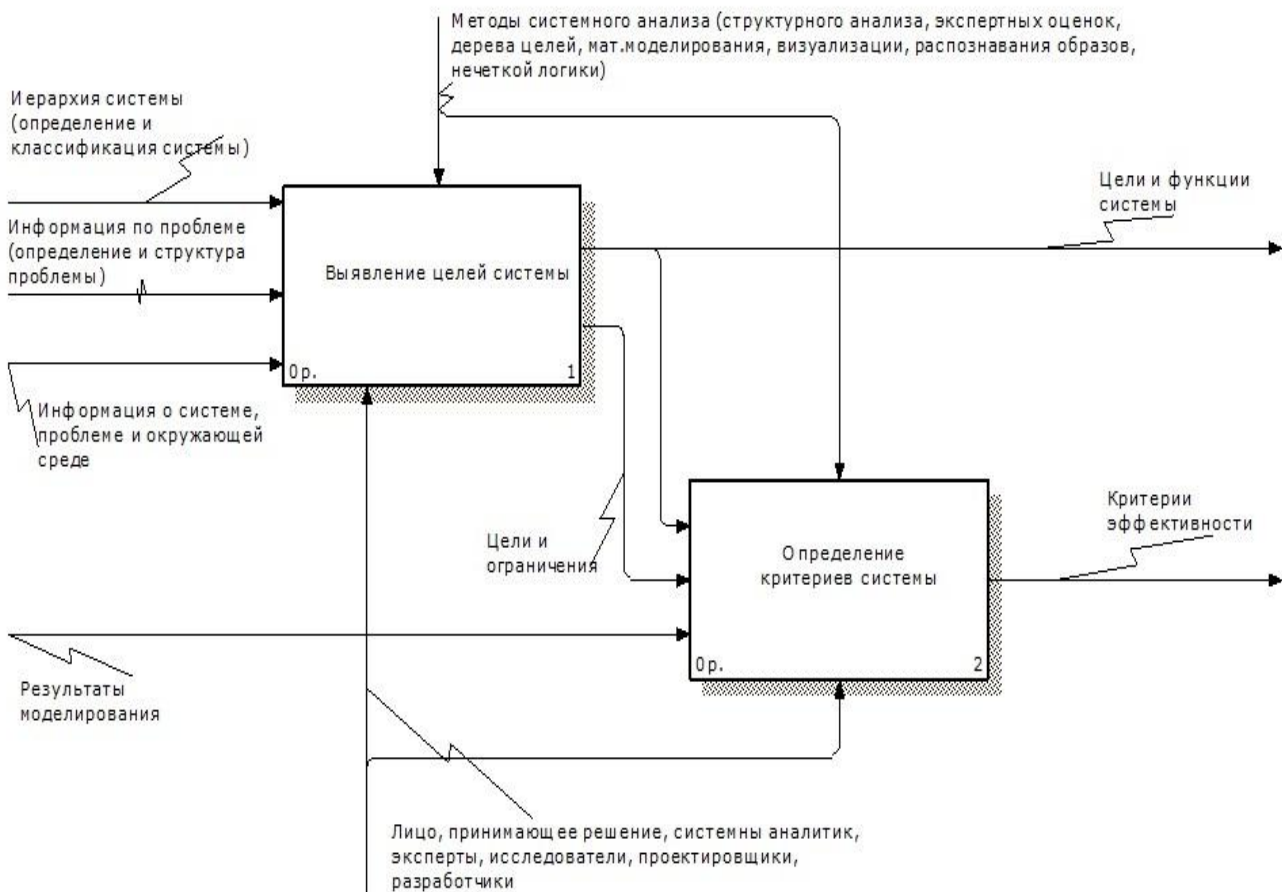 Методы системного анализа (структурного анализа, экспертных оценок,
дерева целей, мат.моделирования, визуализации, распознавания образов,
нечеткой логики)
Иерархия системы
(определение и
классификация системы)
Цели и функции
системы
Информация по проблеме
(определение и структура
проблемы)
Выявление целей системы
0р.
1
Информация о системе,
проблеме и окружающей
среде
Цели и
ограничения
Определение
критериев системы
0р.
2
Критерии
эффективности
Результаты
моделирования
Лицо, принимающее решение, системны аналитик,
эксперты, исследователи, проектировщики,
разработчики